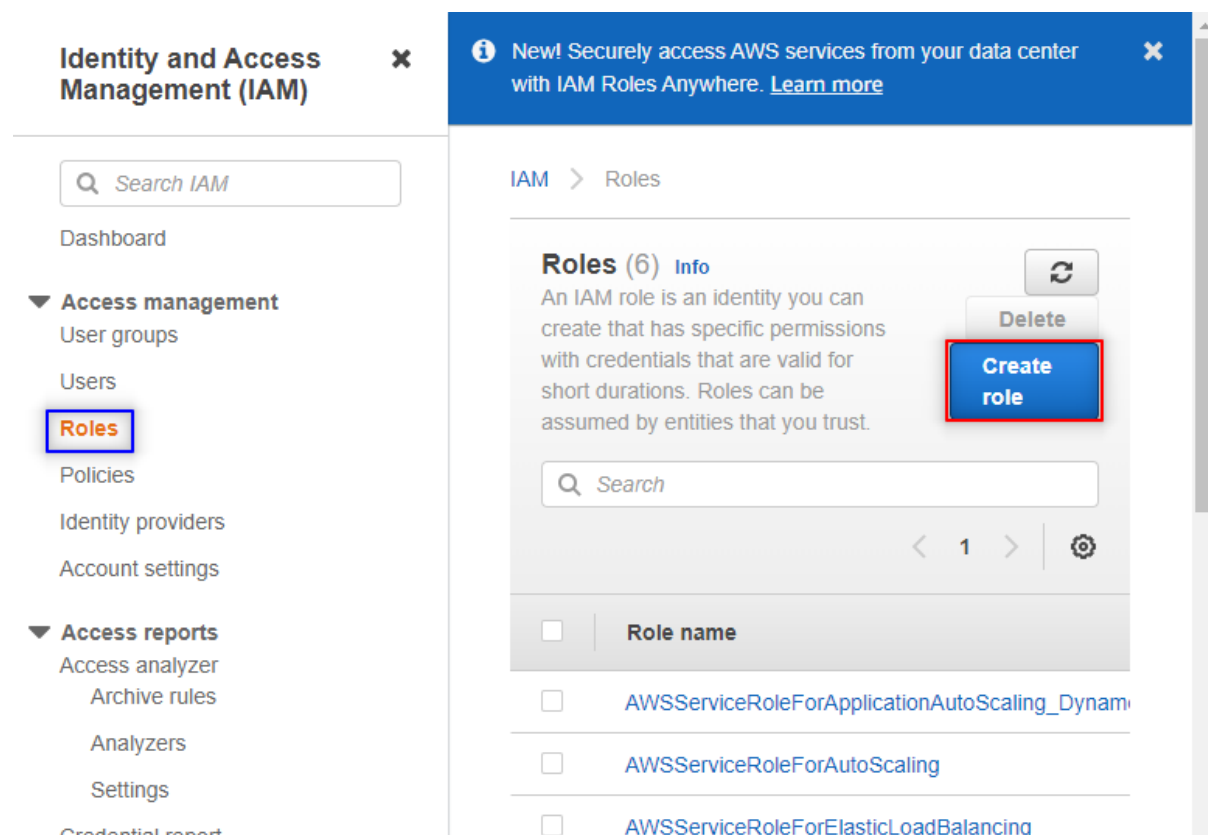 Identity and Access
Management (IAM)
Search IAM
Dashboard
Access management
User groups
Users
Roles
Policies
Identity providers
Account settings
Access reports
Access analyzer
Archive rules
Analyzers
Settings
Credential report
New! Securely access AWS services from your data center
with IAM Roles Anywhere. Learn more
IAM > Roles
Roles (6) Info
An IAM role is an identity you can
create that has specific permissions
with credentials that are valid for
short durations. Roles can be
assumed by entities that you trust.
Delete
Create
role
Search
1
Role name
AWSServiceRoleForApplicationAutoScaling_Dynam
AWSServiceRoleForAutoScaling
AWSServiceRoleForElasticLoadBalancing